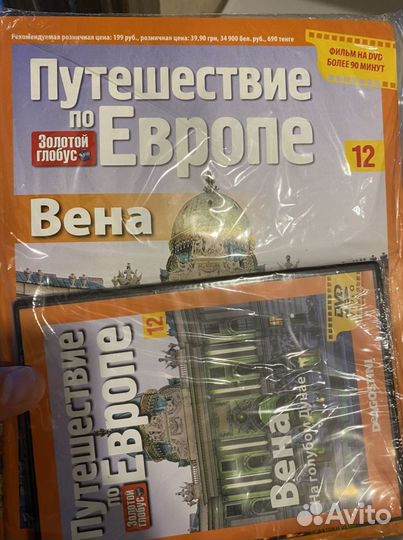 Рекомендуемая розничная цена: 199 руб., розничная цена: 39,90 грн, 34 900 бел. руб., 690 тенге
ФИЛЬМ НА DVD
БОЛЕЕ 90 МИНУТ
Путешествие
по Европе
Золотой
глобус
12
Вена
Путешествие
по Европе
Золотой
глобус
12
Вена
На голубом Дунае
DVD
VIDEO
DeAGOSTINI
Avito